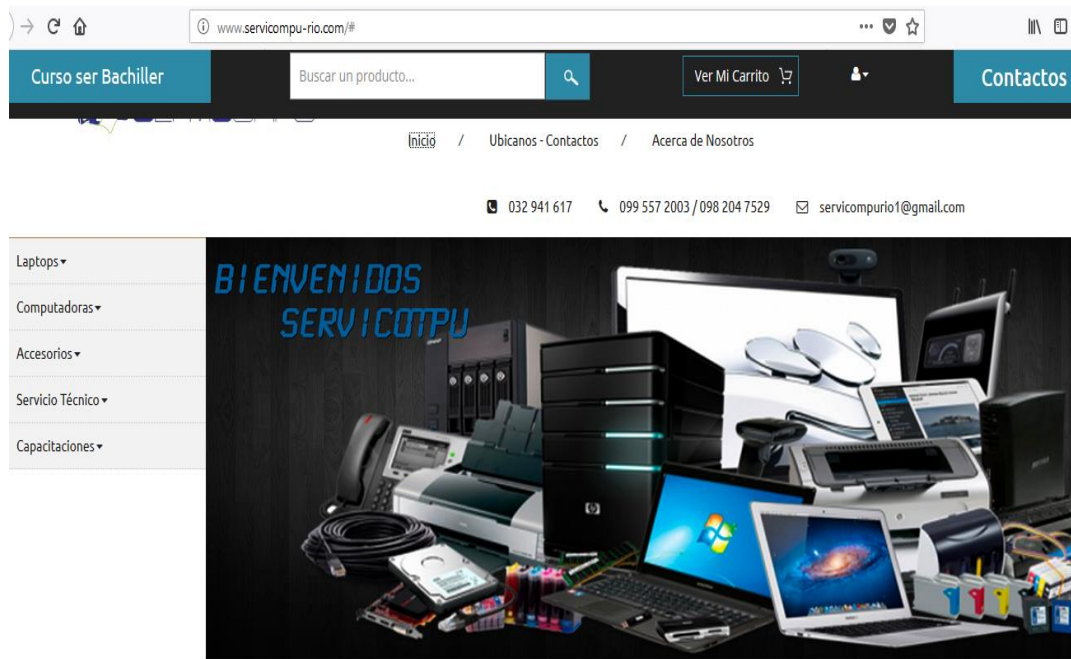 www.servicompu-rio.com/#
Curso ser Bachiller
Buscar un producto...
Ver Mi Carrito
Contactos
Inicio / Ubicanos - Contactos / Acerca de Nosotros
032 941 617 099 557 2003 / 098 204 7529 servicompurio1@gmail.com
Laptops
Computadoras
Accesorios
Servicio Técnico
Capacitaciones
BIENVENIDOS
SERVICOMPU
hp